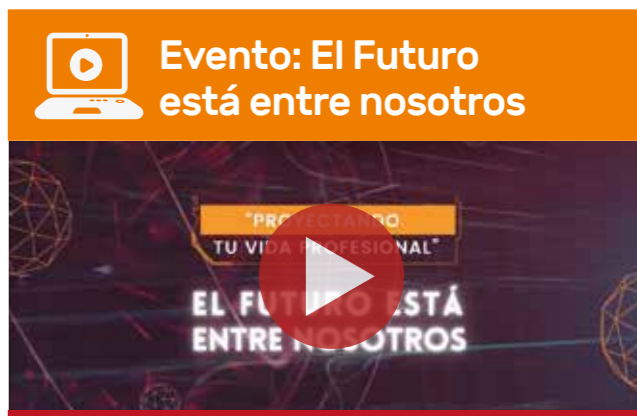 Evento: El Futuro
está entre nosotros
"PROYECTANDO
TU VIDA PROFESIONAL"
EL FUTURO ESTÁ
ENTRE NOSOTROS